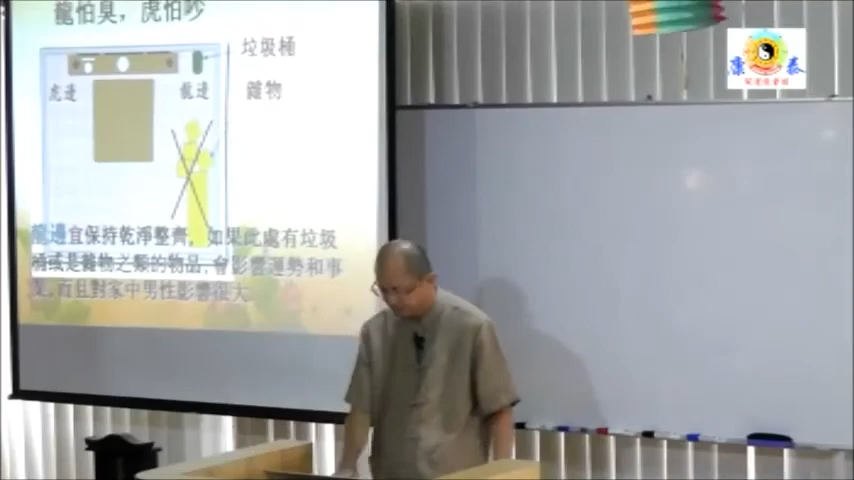 龍怕臭，虎怕吵
垃圾桶
虎邊
龍邊
雜物
龍邊宜保持乾淨整齊，如果此處有垃圾
桶或是雜物之類的物品，會影響運勢和事
業，而且對家中男性影響很大
康
泰